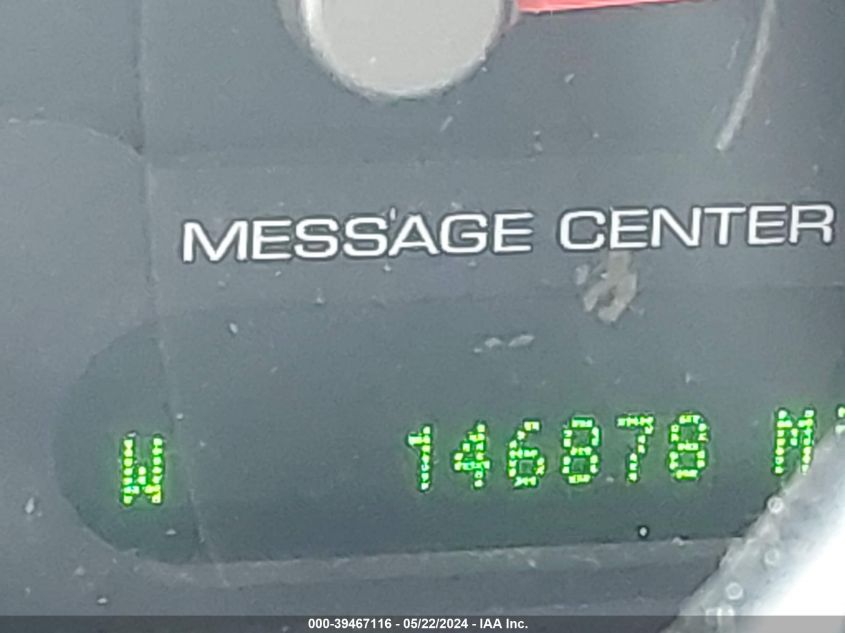 MESSAGE CENTER
W 146878 M
000-39467116 - 05/22/2024 - IAA Inc.